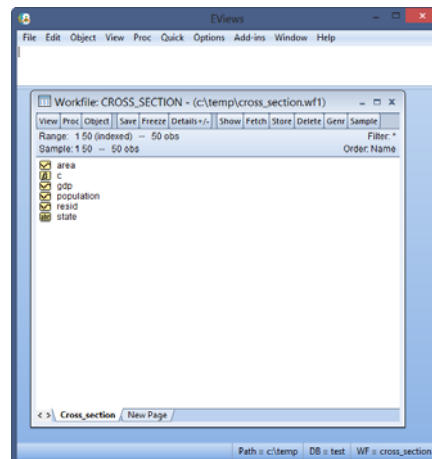 EViews
File Edit Object View Proc Quick Options Add-ins Window Help
Workfile: CROSS_SECTION - (c:\temp\cross_section.wf1)
View Proc Object Save Freeze Details+/- Show Fetch Store Delete Genr Sample
Range: 1 50 (indexed) -- 50 obs Filter: *
Sample: 1 50 -- 50 obs Order: Name
area
β c
gdp
population
resid
abc state
< > Cross_section New Page
Path = c:\temp DB = test WF = cross_section